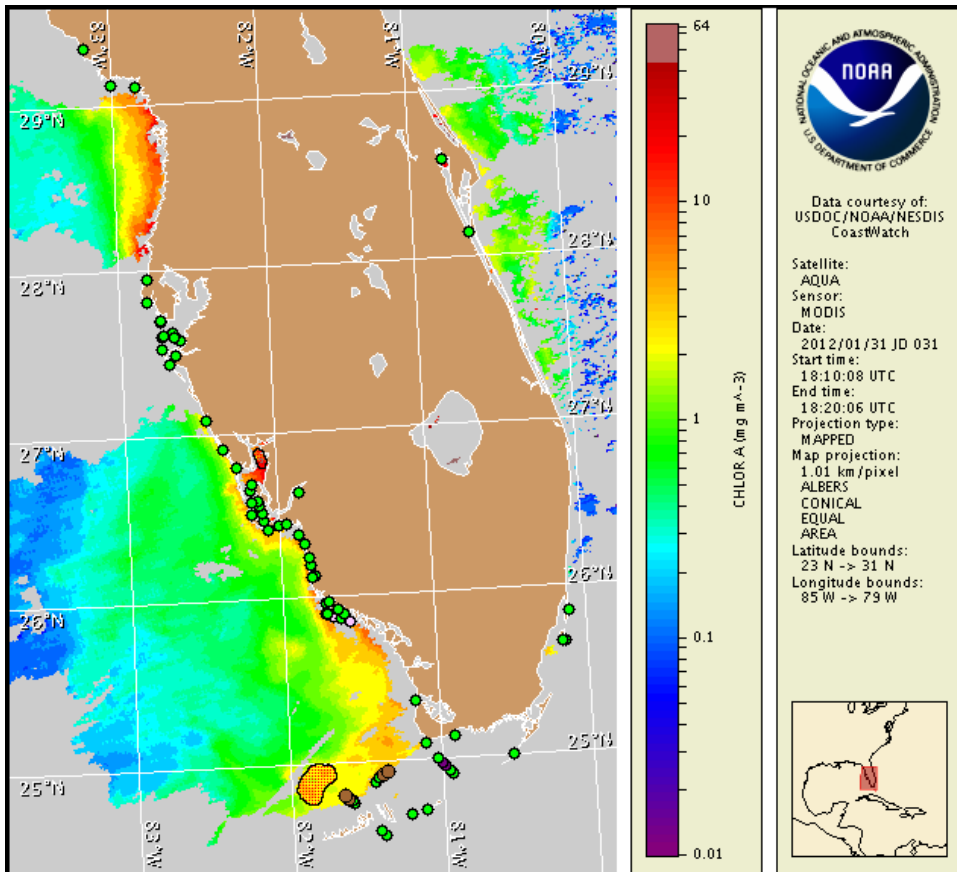 83°W
82°W
81°W
80°W
29°N
29°N
28°N
28°N
27°N
27°N
26°N
26°N
25°N
25°N
83°W
82°W
81°W
64
10
1
0.1
0.01
CHLOR A (mg m^-3)
NATIONAL OCEANIC AND ATMOSPHERIC ADMINISTRATION
NOAA
U.S. DEPARTMENT OF COMMERCE
Data courtesy of:
USDOC/NOAA/NESDIS
CoastWatch
Satellite:
AQUA
Sensor:
MODIS
Date:
2012/01/31 JD 031
Start time:
18:10:08 UTC
End time:
18:20:06 UTC
Projection type:
MAPPED
Map projection:
1.01 km/pixel
ALBERS
CONICAL
EQUAL
AREA
Latitude bounds:
23 N -> 31 N
Longitude bounds:
85 W -> 79 W